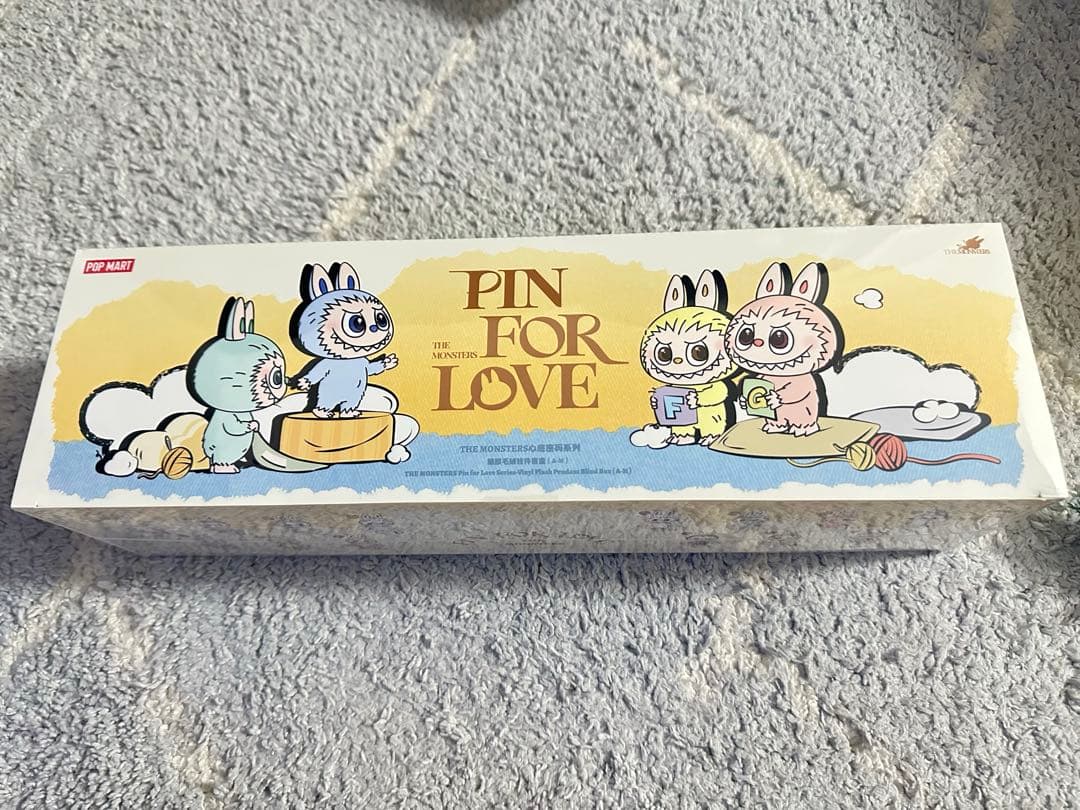 POP MART
THE MONSTERS
PIN
FOR
THE
MONSTERS
LOVE
F
G
THE MONSTERS心底密码系列
搪胶毛绒挂件盲盒(A-M)
THE MONSTERS Pin for Love Series-Vinyl Plush Pendant Blind Box (A-M)